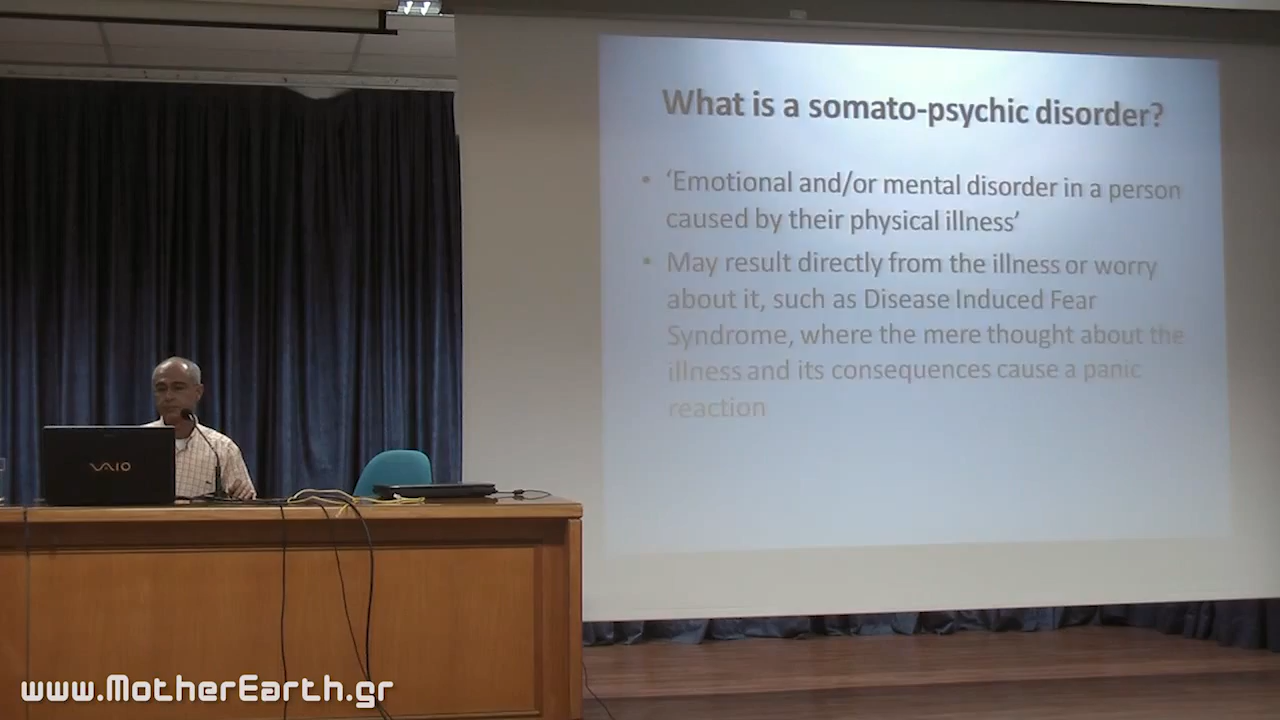 What is a somato-psychic disorder?
• ‘Emotional and/or mental disorder in a person
caused by their physical illness’
• May result directly from the illness or worry
about it, such as Disease Induced Fear
Syndrome, where the mere thought about the
illness and its consequences cause a panic
reaction
VAIO
www.MotherEarth.gr